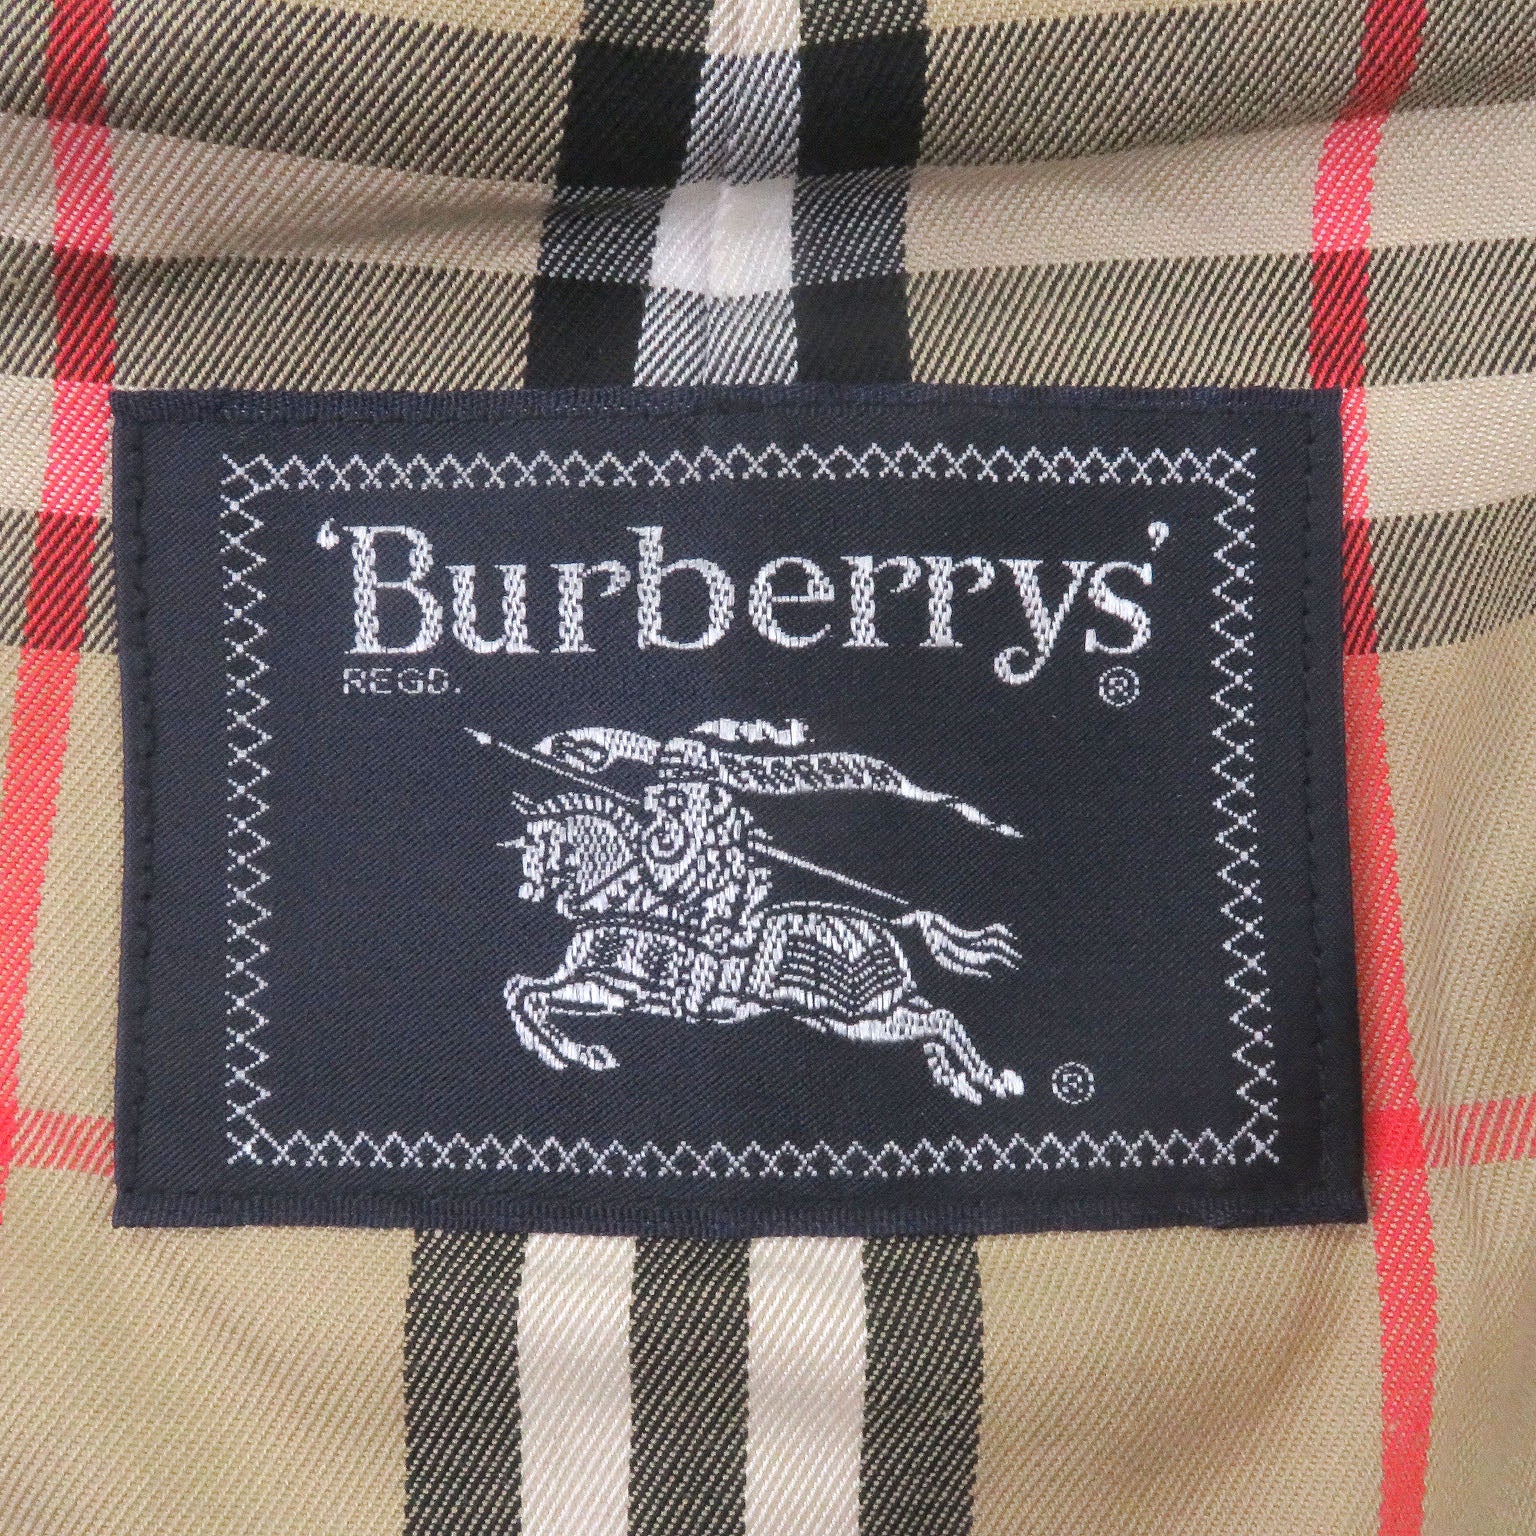 ‘Burberrys’
REGD. ®
®